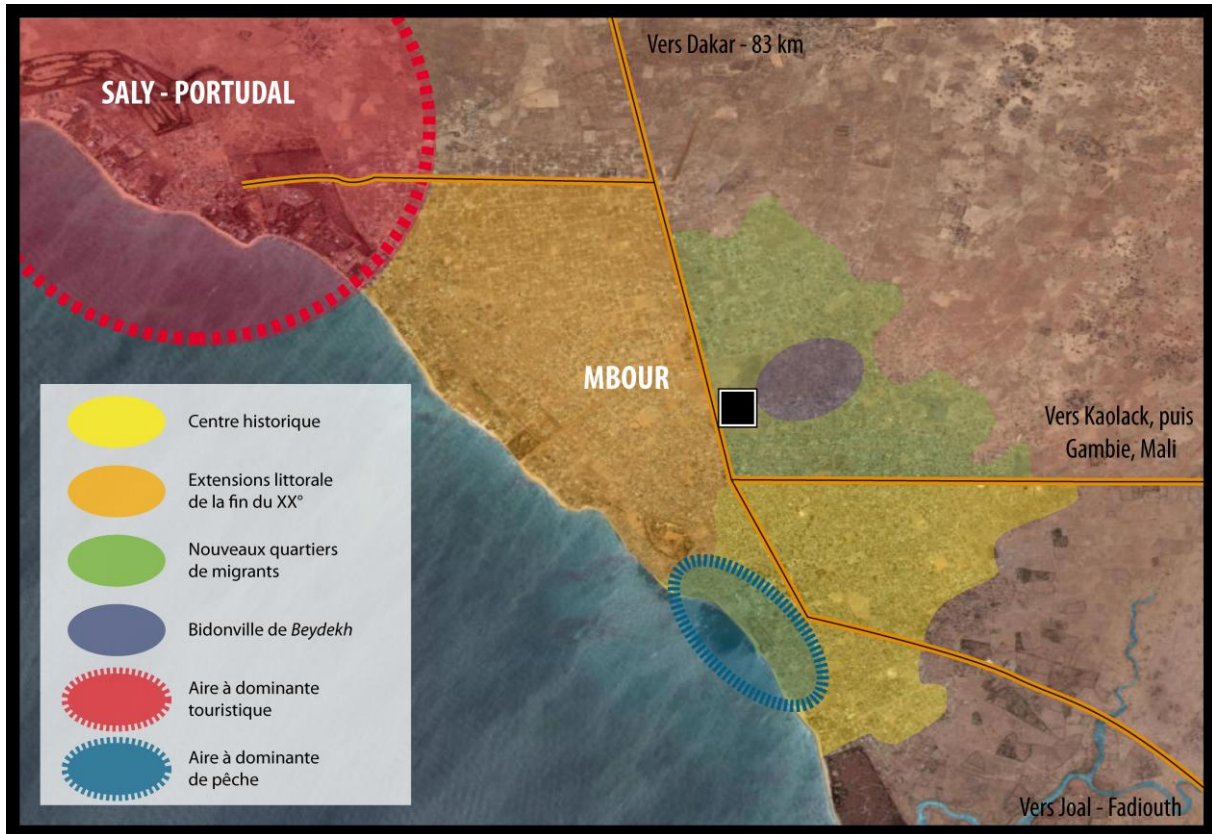 Vers Dakar - 83 km
SALY - PORTUDAL
MBOUR
Vers Kaolack, puis
Gambie, Mali
Centre historique
Extensions littorale
de la fin du XX°
Nouveaux quartiers
de migrants
Bidonville de Beydekh
Aire à dominante
touristique
Aire à dominante
de pêche
Vers Joal - Fadiouth